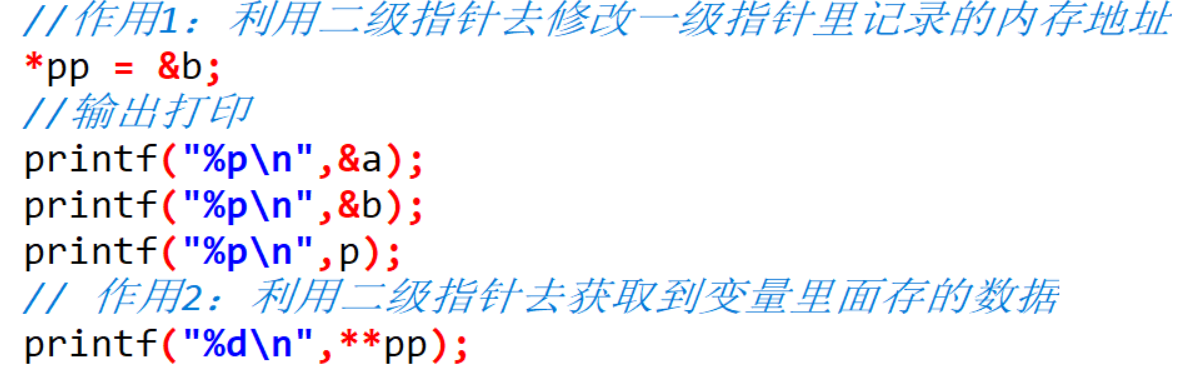 //作用1：利用二级指针去修改一级指针里记录的内存地址
*pp = &b;
//输出打印
printf("%p\n",&a);
printf("%p\n",&b);
printf("%p\n",p);
// 作用2：利用二级指针去获取到变量里面存的数据
printf("%d\n",**pp);